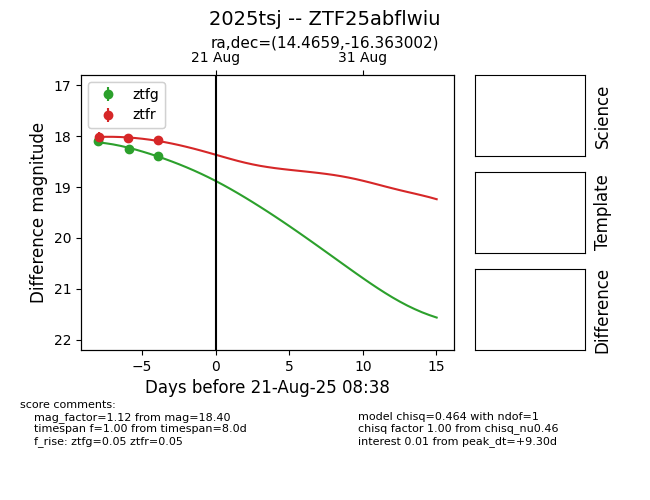 2025tsj -- ZTF25abflwiu
ra,dec=(14.4659,-16.363002)
21 Aug
31 Aug
ztfg
ztfr
17
18
19
20
21
22
Difference magnitude
−5
0
5
10
15
Days before 21-Aug-25 08:38
Science
Template
Difference
score comments:
mag_factor=1.12 from mag=18.40
timespan f=1.00 from timespan=8.0d
f_rise: ztfg=0.05 ztfr=0.05
model chisq=0.464 with ndof=1
chisq factor 1.00 from chisq_nu0.46
interest 0.01 from peak_dt=+9.30d